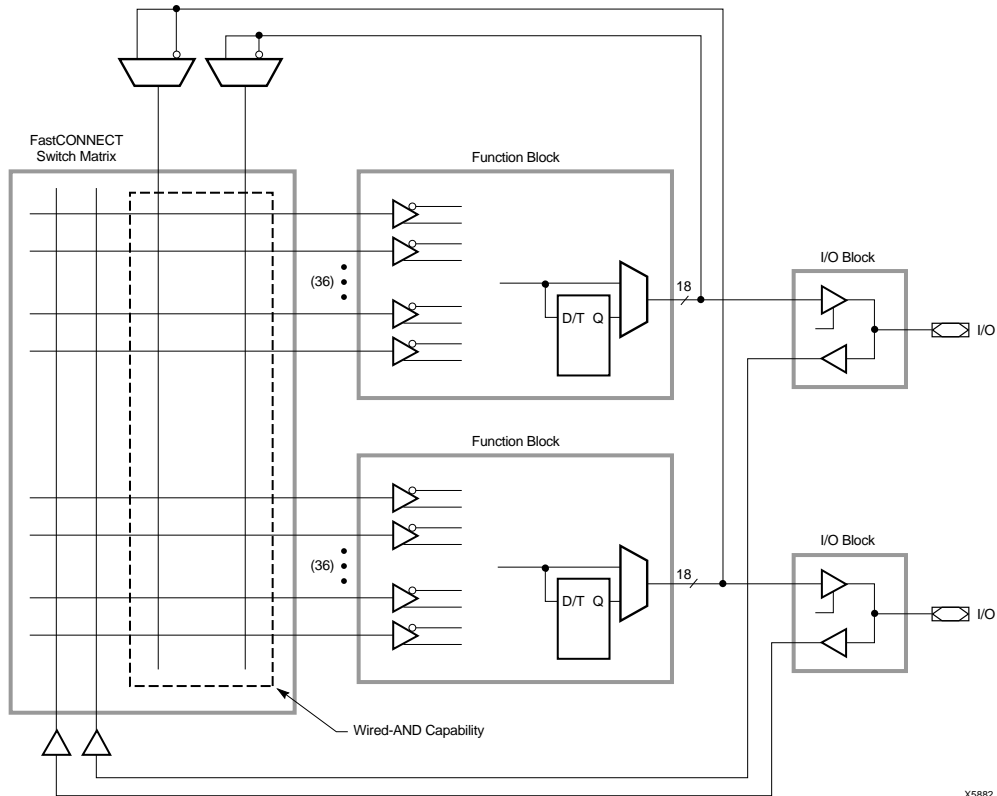 FastCONNECT
Switch Matrix
Function Block
(36)
D/T Q
18
I/O Block
I/O
Function Block
(36)
D/T Q
18
I/O Block
I/O
Wired-AND Capability
X5882